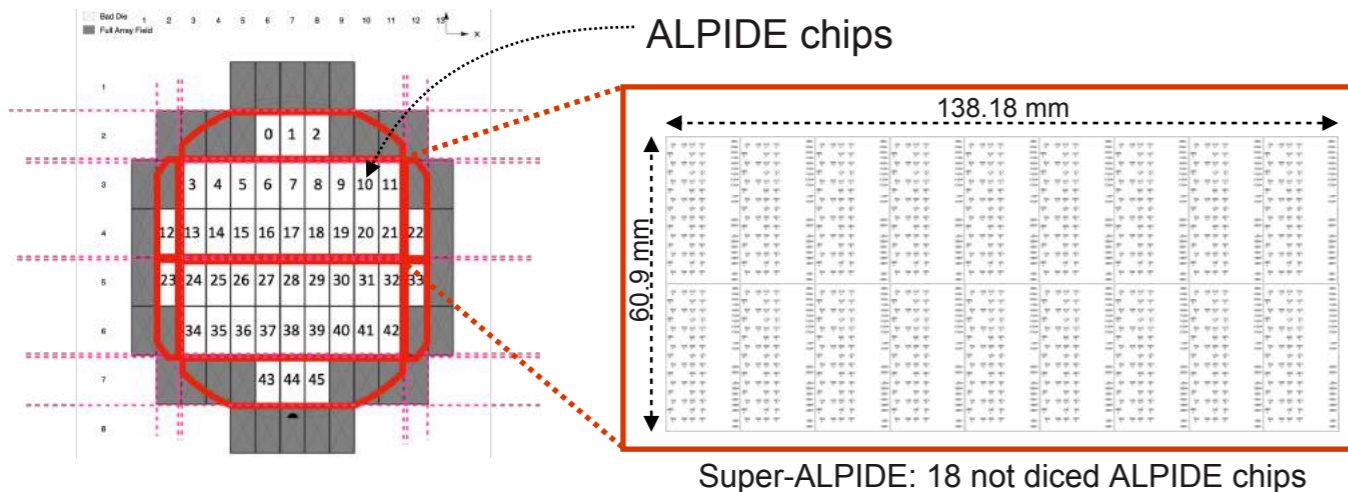 Bad Die
Full Array Field
1 2 3 4 5 6 7 8 9 10 11 12 13
X
ALPIDE chips
1
2 0 1 2
3 3 4 5 6 7 8 9 10 11
4 12 13 14 15 16 17 18 19 20 21 22
5 23 24 25 26 27 28 29 30 31 32 33
6 34 35 36 37 38 39 40 41 42
7 43 44 45
8
138.18 mm
60.9 mm
Super-ALPIDE: 18 not diced ALPIDE chips